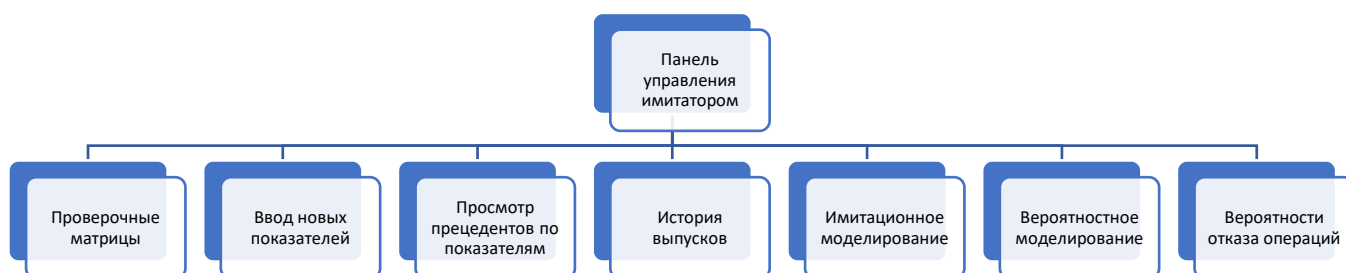 Панель
управления
имитатором
Проверочные
матрицы
Ввод новых
показателей
Просмотр
прецедентов по
показателям
История
выпусков
Имитационное
моделирование
Вероятностное
моделирование
Вероятности
отказа операций